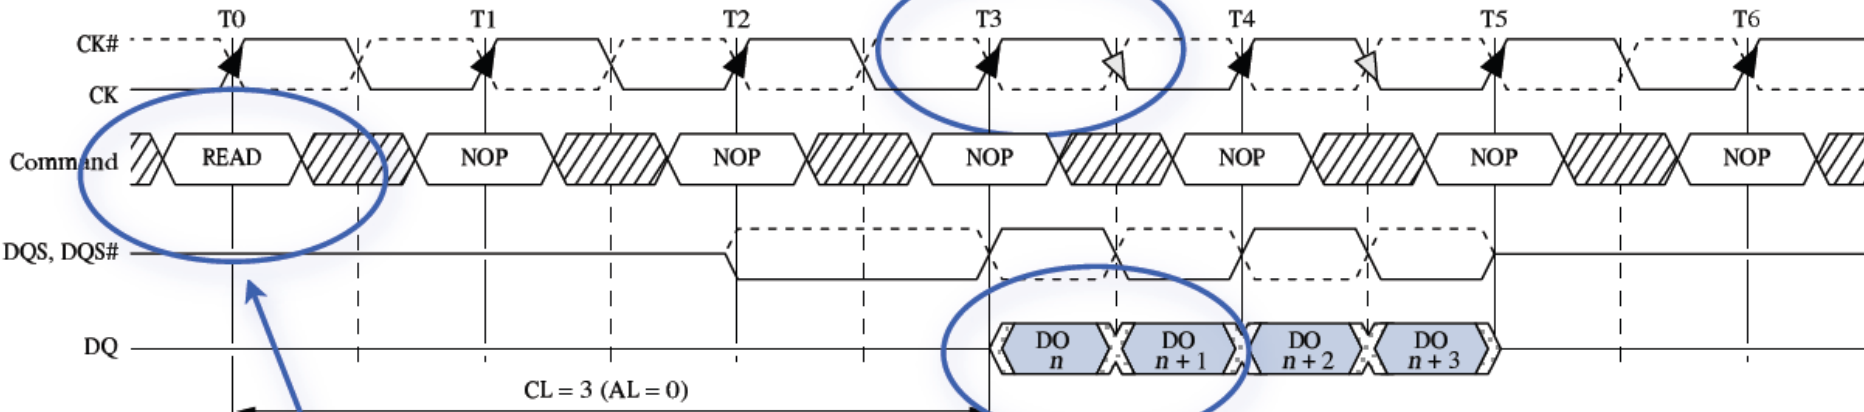 T0 T1 T2 T3 T4 T5 T6
CK#
CK
Command READ NOP NOP NOP NOP NOP NOP
DQS, DQS#
DQ DO n DO n + 1 DO n + 2 DO n + 3
CL = 3 (AL = 0)